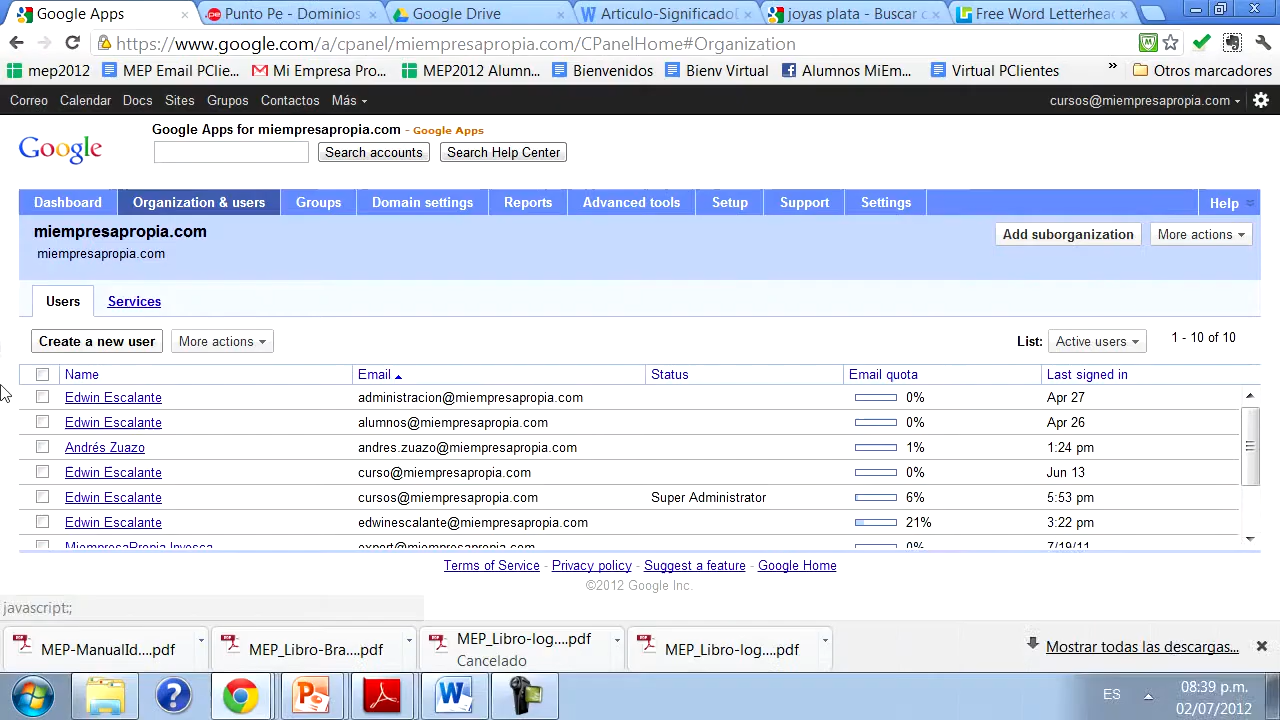 Google Apps
Punto Pe - Dominios
Google Drive
Articulo-Significado
joyas plata - Buscar c
Free Word Letterhea
https://www.google.com/a/cpanel/miempresapropia.com/CPanelHome#Organization
mep2012
MEP Email PClie...
Mi Empresa Pro...
MEP2012 Alumn...
Bienvenidos
Bienv Virtual
Alumnos MiEm...
Virtual PClientes
»
Otros marcadores
Correo Calendar Docs Sites Grupos Contactos Más
cursos@miempresapropia.com
Google
Google Apps for miempresapropia.com - Google Apps
Search accounts
Search Help Center
Dashboard
Organization & users
Groups
Domain settings
Reports
Advanced tools
Setup
Support
Settings
Help
miempresapropia.com
miempresapropia.com
Add suborganization
More actions
Users
Services
Create a new user
More actions
List: Active users
1 - 10 of 10
Name Email Status Email quota Last signed in
Edwin Escalante administracion@miempresapropia.com 0% Apr 27
Edwin Escalante alumnos@miempresapropia.com 0% Apr 26
Andrés Zuazo andres.zuazo@miempresapropia.com 1% 1:24 pm
Edwin Escalante curso@miempresapropia.com 0% Jun 13
Edwin Escalante cursos@miempresapropia.com Super Administrator 6% 5:53 pm
Edwin Escalante edwinescalante@miempresapropia.com 21% 3:22 pm
MiempresaPropia Invesca expert@miempresapropia.com 0% 7/19/11
Terms of Service - Privacy policy - Suggest a feature - Google Home
©2012 Google Inc.
javascript:;
MEP-ManualId....pdf
MEP_Libro-Bra....pdf
MEP_Libro-log....pdf
Cancelado
MEP_Libro-log....pdf
Mostrar todas las descargas...
ES
08:39 p.m.
02/07/2012